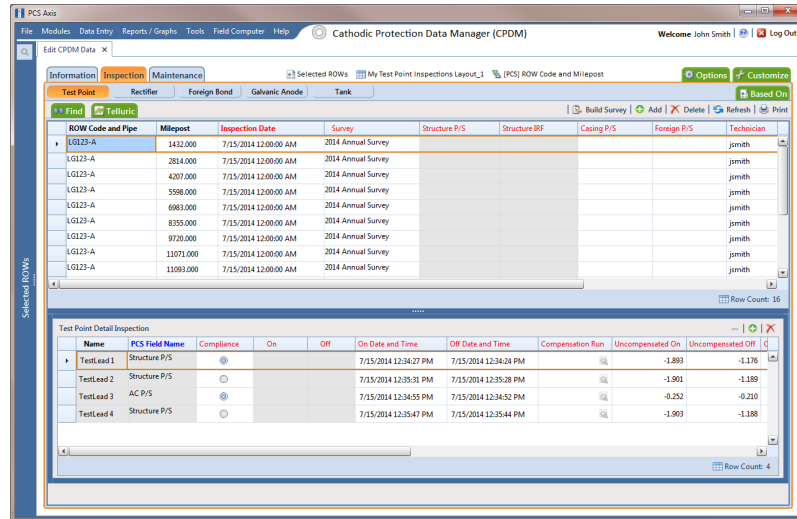 PCS Axis
File Modules Data Entry Reports / Graphs Tools Field Computer Help Cathodic Protection Data Manager (CPDM) Welcome John Smith Log Out
Edit CPDM Data X
Information Inspection Maintenance Selected ROWs My Test Point Inspections Layout_1 [PCS] ROW Code and Milepost Options Customize
Test Point Rectifier Foreign Bond Galvanic Anode Tank Based On
Find Telluric Build Survey Add Delete Refresh Print
ROW Code and Pipe Milepost Inspection Date Survey Structure P/S Structure IRF Casing P/S Foreign P/S Technician
LG123-A 1432.000 7/15/2014 12:00:00 AM 2014 Annual Survey jsmith
LG123-A 2814.000 7/15/2014 12:00:00 AM 2014 Annual Survey jsmith
LG123-A 4207.000 7/15/2014 12:00:00 AM 2014 Annual Survey jsmith
LG123-A 5598.000 7/15/2014 12:00:00 AM 2014 Annual Survey jsmith
LG123-A 6983.000 7/15/2014 12:00:00 AM 2014 Annual Survey jsmith
LG123-A 8355.000 7/15/2014 12:00:00 AM 2014 Annual Survey jsmith
LG123-A 9720.000 7/15/2014 12:00:00 AM 2014 Annual Survey jsmith
LG123-A 11071.000 7/15/2014 12:00:00 AM 2014 Annual Survey jsmith
LG123-A 11093.000 7/15/2014 12:00:00 AM 2014 Annual Survey jsmith
Row Count: 16
Selected ROWs
Test Point Detail Inspection
Name PCS Field Name Compliance On Off On Date and Time Off Date and Time Compensation Run Uncompensated On Uncompensated Off C
TestLead 1 Structure P/S 7/15/2014 12:34:27 PM 7/15/2014 12:34:24 PM -1.893 -1.176
TestLead 2 Structure P/S 7/15/2014 12:35:31 PM 7/15/2014 12:35:28 PM -1.901 -1.189
TestLead 3 AC P/S 7/15/2014 12:34:55 PM 7/15/2014 12:34:52 PM -0.252 -0.210
TestLead 4 Structure P/S 7/15/2014 12:35:47 PM 7/15/2014 12:35:44 PM -1.903 -1.188
Row Count: 4